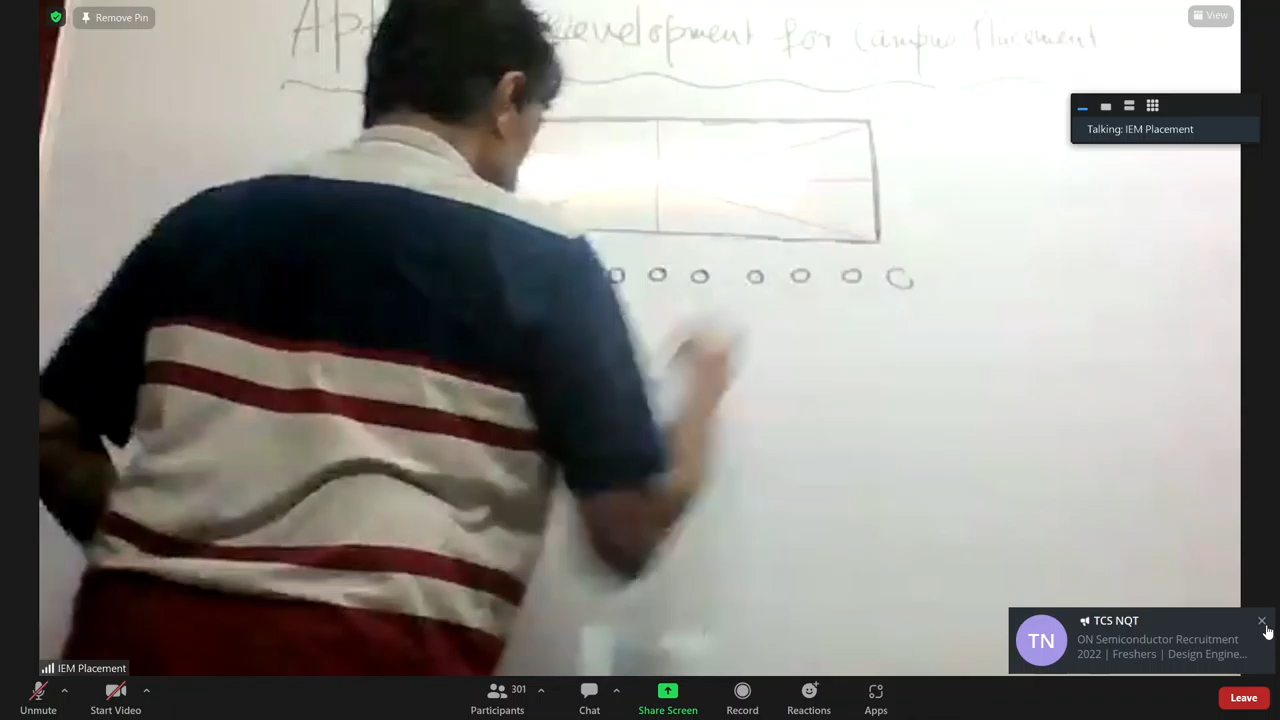 Remove Pin
View
Development for Campus Placement
Talking: IEM Placement
TCS NQT
TN
ON Semiconductor Recruitment
2022 | Freshers | Design Engine...
IEM Placement
301
Unmute
Start Video
Participants
Chat
Share Screen
Record
Reactions
Apps
Leave